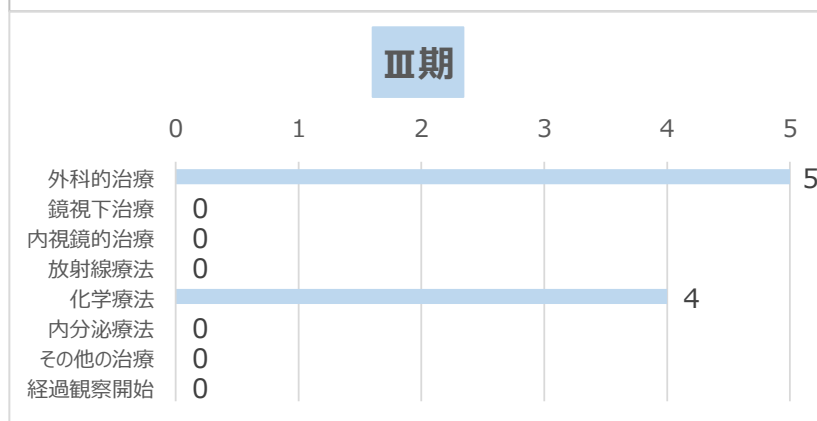 Ⅲ期
0 1 2 3 4 5
外科的治療 5
鏡視下治療 0
内視鏡的治療 0
放射線療法 0
化学療法 4
内分泌療法 0
その他の治療 0
経過観察開始 0